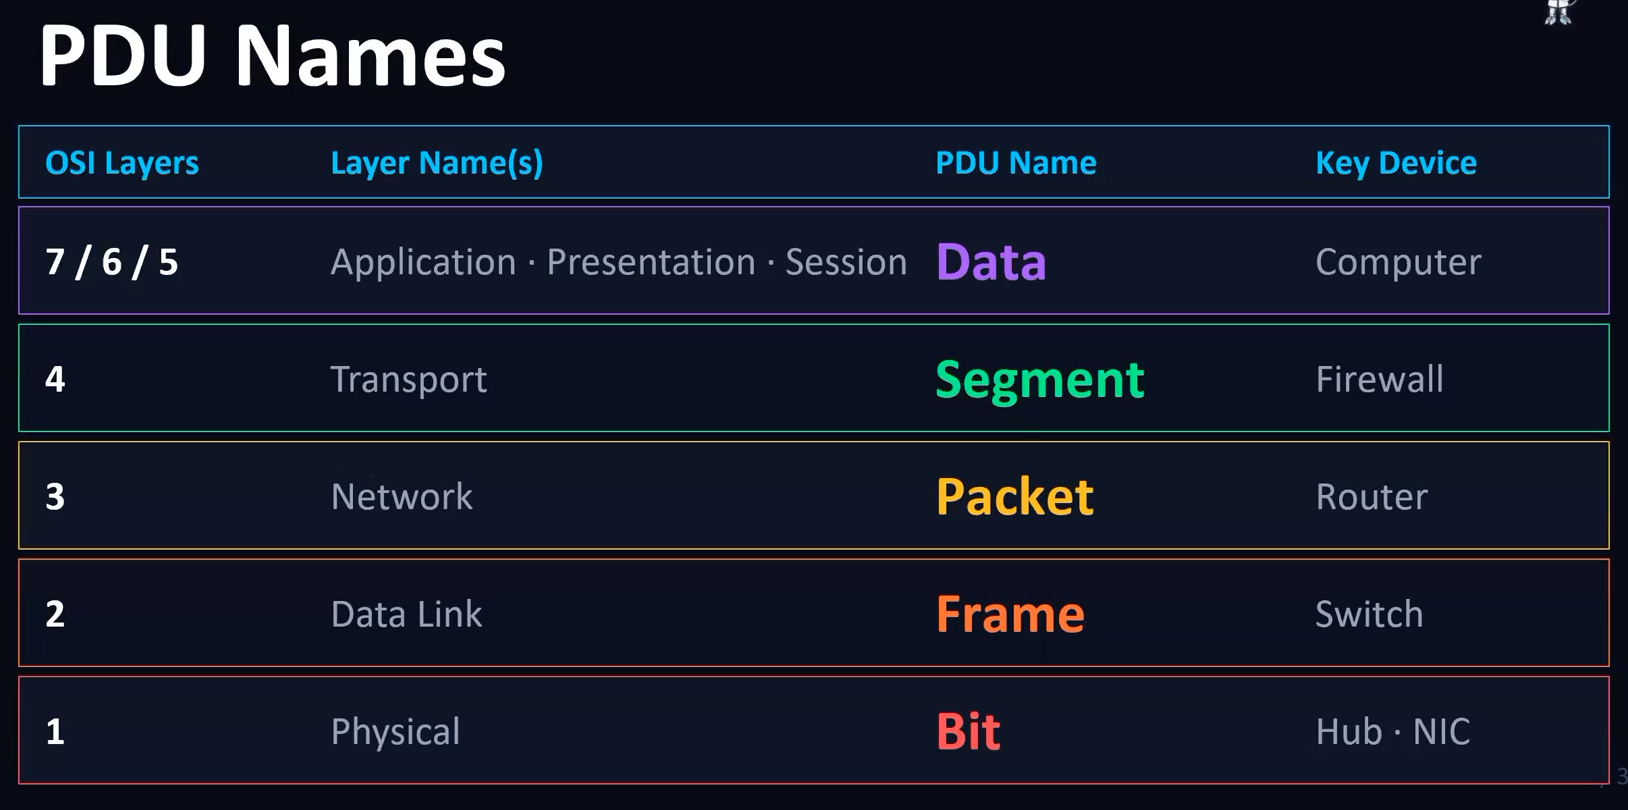 PDU Names
OSI Layers Layer Name(s) PDU Name Key Device
7 / 6 / 5 Application · Presentation · Session Data Computer
4 Transport Segment Firewall
3 Network Packet Router
2 Data Link Frame Switch
1 Physical Bit Hub · NIC